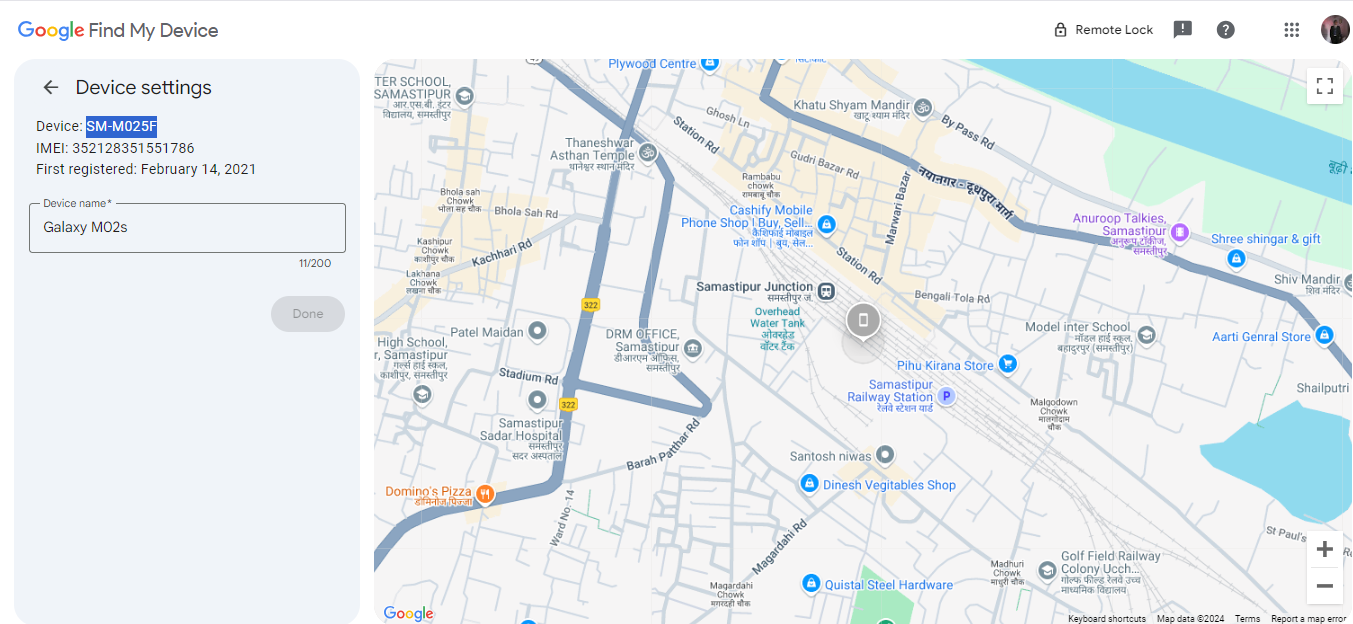 Google Find My Device
Remote Lock
Device settings
Device: SM-M025F
IMEI: 352128351551786
First registered: February 14, 2021
Device name*
Galaxy M02s
11/200
Done
Plywood Centre
TER SCHOOL,
SAMASTIPUR
आर.एस.बी. इंटर
विद्यालय, समस्तीपुर
Khatu Shyam Mandir
खाटू श्याम मंदिर
Ghosh Ln
Station Rd
By Pass Rd
Thaneshwar
Asthan Temple
थानेश्वर स्थान मंदिर
Gudri Bazar Rd
नयानगर - दूधपुरा मार्ग
बूढ़ी
Rambabu
chowk
रामबाबू चौक
Marwari Bazar
Bhola sah
Chowk
भोला सह चौक
Bhola Sah Rd
Cashify Mobile
Phone Shop | Buy, Sell...
कैशिफाई मोबाइल
फोन शॉप | बुय, सेल...
Anuroop Talkies,
Samastipur
अनुरूप टॉकीज,
समस्तीपुर
Shree shingar & gift
Kashipur
Chowk
काशीपुर चौक
Kachhari Rd
Station Rd
Lakhana
Chowk
लखना चौक
Shiv Mandir
शिव मंदिर
Samastipur Junction
समस्तीपुर जं.
Bengali Tola Rd
322
Overhead
Water Tank
ओवरहेड
वॉटर टैंक
Patel Maidan
DRM OFFICE,
Samastipur
डीआरएम ऑफिस,
समस्तीपुर
Model inter School
मॉडल हाई स्कूल,
बहादुरपुर (समस्तीपुर)
Aarti Genral Store
High School,
r, Samastipur
गर्ल्स हाई स्कूल,
काशीपुर, समस्तीपुर
Pihu Kirana Store
Stadium Rd
Samastipur
Railway Station
रेलवे स्टेशन यार्ड
P
Shailputri
322
Malgodown
Chowk
मालगोदाम
चौक
Samastipur
Sadar Hospital
समस्तीपुर
सदर अस्पताल
Barah Patthar Rd
Santosh niwas
Dinesh Vegitables Shop
Domino's Pizza
डोमिनोज़ पिज़्ज़ा
Ward No. 14
Magardahi Rd
St Paul's
Golf Field Railway
Colony Ucch...
गोल्फ फील्ड रेलवे उच्च
माध्यमिक विद्यालय
Madhuri
Chowk
माधुरी चौक
Magardahi
Chowk
मगरदही चौक
Quistal Steel Hardware
Google
Keyboard shortcuts Map data ©2024 Terms Report a map error